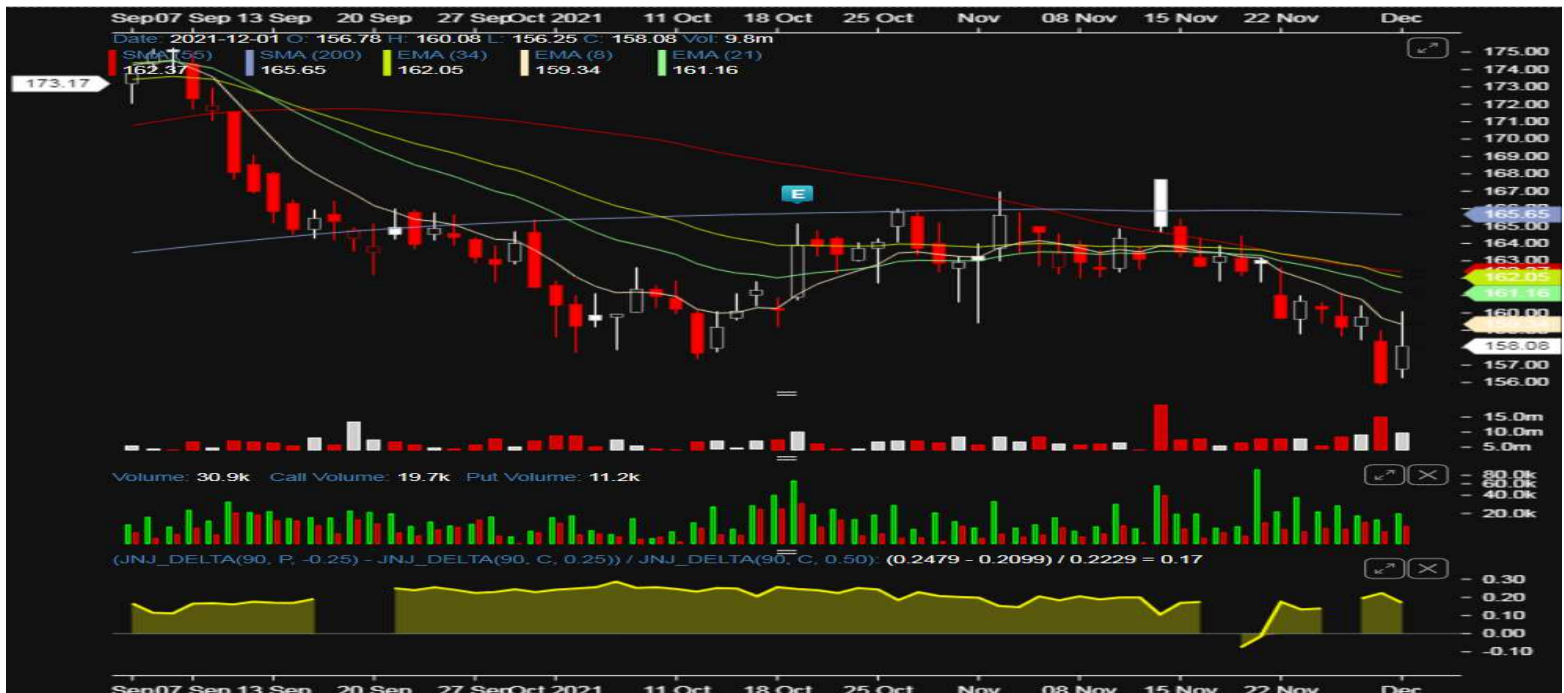 Sep07 Sep 13 Sep 20 Sep 27 SepOct 2021 11 Oct 18 Oct 25 Oct Nov 08 Nov 15 Nov 22 Nov Dec
Date: 2021-12-01 O: 156.78 H: 160.08 L: 156.25 C: 158.08 Vol: 9.8m
SMA (55) SMA (200) EMA (34) EMA (8) EMA (21)
162.37 165.65 162.05 159.34 161.16
175.00
174.00
173.17
173.00
172.00
171.00
170.00
169.00
168.00
E
167.00
165.65
165.00
164.00
163.00
162.05
161.16
160.00
158.08
157.00
156.00
15.0m
10.0m
5.0m
Volume: 30.9k Call Volume: 19.7k Put Volume: 11.2k
80.0k
60.0k
40.0k
20.0k
(JNJ_DELTA(90, P, -0.25) - JNJ_DELTA(90, C, 0.25)) / JNJ_DELTA(90, C, 0.50): (0.2479 - 0.2099) / 0.2229 = 0.17
0.30
0.20
0.10
0.00
-0.10
Sep07 Sep 13 Sep 20 Sep 27 SepOct 2021 11 Oct 18 Oct 25 Oct Nov 08 Nov 15 Nov 22 Nov Dec